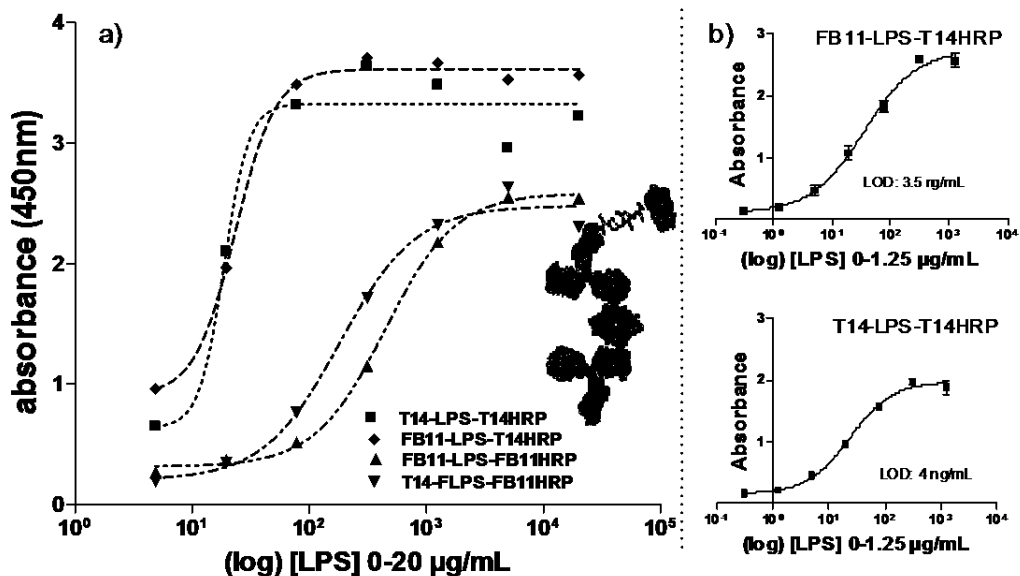 a)
absorbance (450nm)
4
3
2
1
0
T14-LPS-T14HRP
FB11-LPS-T14HRP
FB11-LPS-FB11HRP
T14-FLPS-FB11HRP
10⁰ 10¹ 10² 10³ 10⁴ 10⁵
(log) [LPS] 0-20 µg/mL
b)
FB11-LPS-T14HRP
Absorbance
3
2
1
LOD: 3.5 ng/mL
10⁻¹ 10⁰ 10¹ 10² 10³ 10⁴
(log) [LPS] 0-1.25 µg/mL
T14-LPS-T14HRP
Absorbance
3
2
1
LOD: 4 ng/mL
10⁻¹ 10⁰ 10¹ 10² 10³ 10⁴
(log) [LPS] 0-1.25 µg/mL